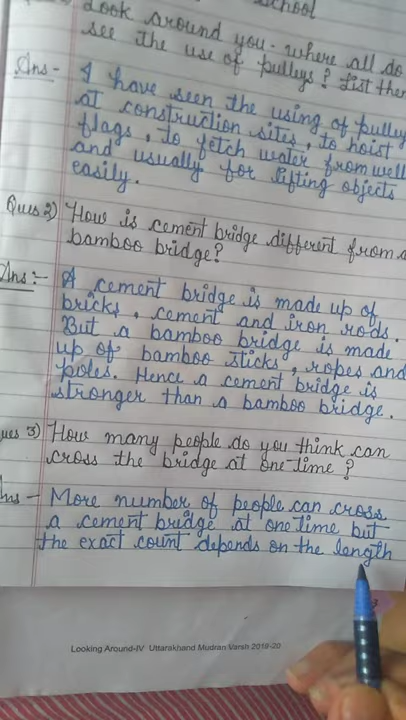 School
Look around you. where all do
see the use of pulleys? List them
Ans- I have seen the using of pulley
at construction sites, to hoist
flags, to fetch water from well
and usually for lifting objects
easily.
Ques 2) How is cement bridge different from a
bamboo bridge?
Ans:- A cement bridge is made up of
bricks, cement and iron rods.
But a bamboo bridge is made
up of bamboo sticks, ropes and
poles. Hence a cement bridge is
stronger than a bamboo bridge.
ues 3) How many people do you think can
cross the bridge at one time?
Ans - More number of people can cross
a cement bridge at one time but
the exact count depends on the length
3
Looking Around-IV Uttarakhand Mudran Varsh 2019-20